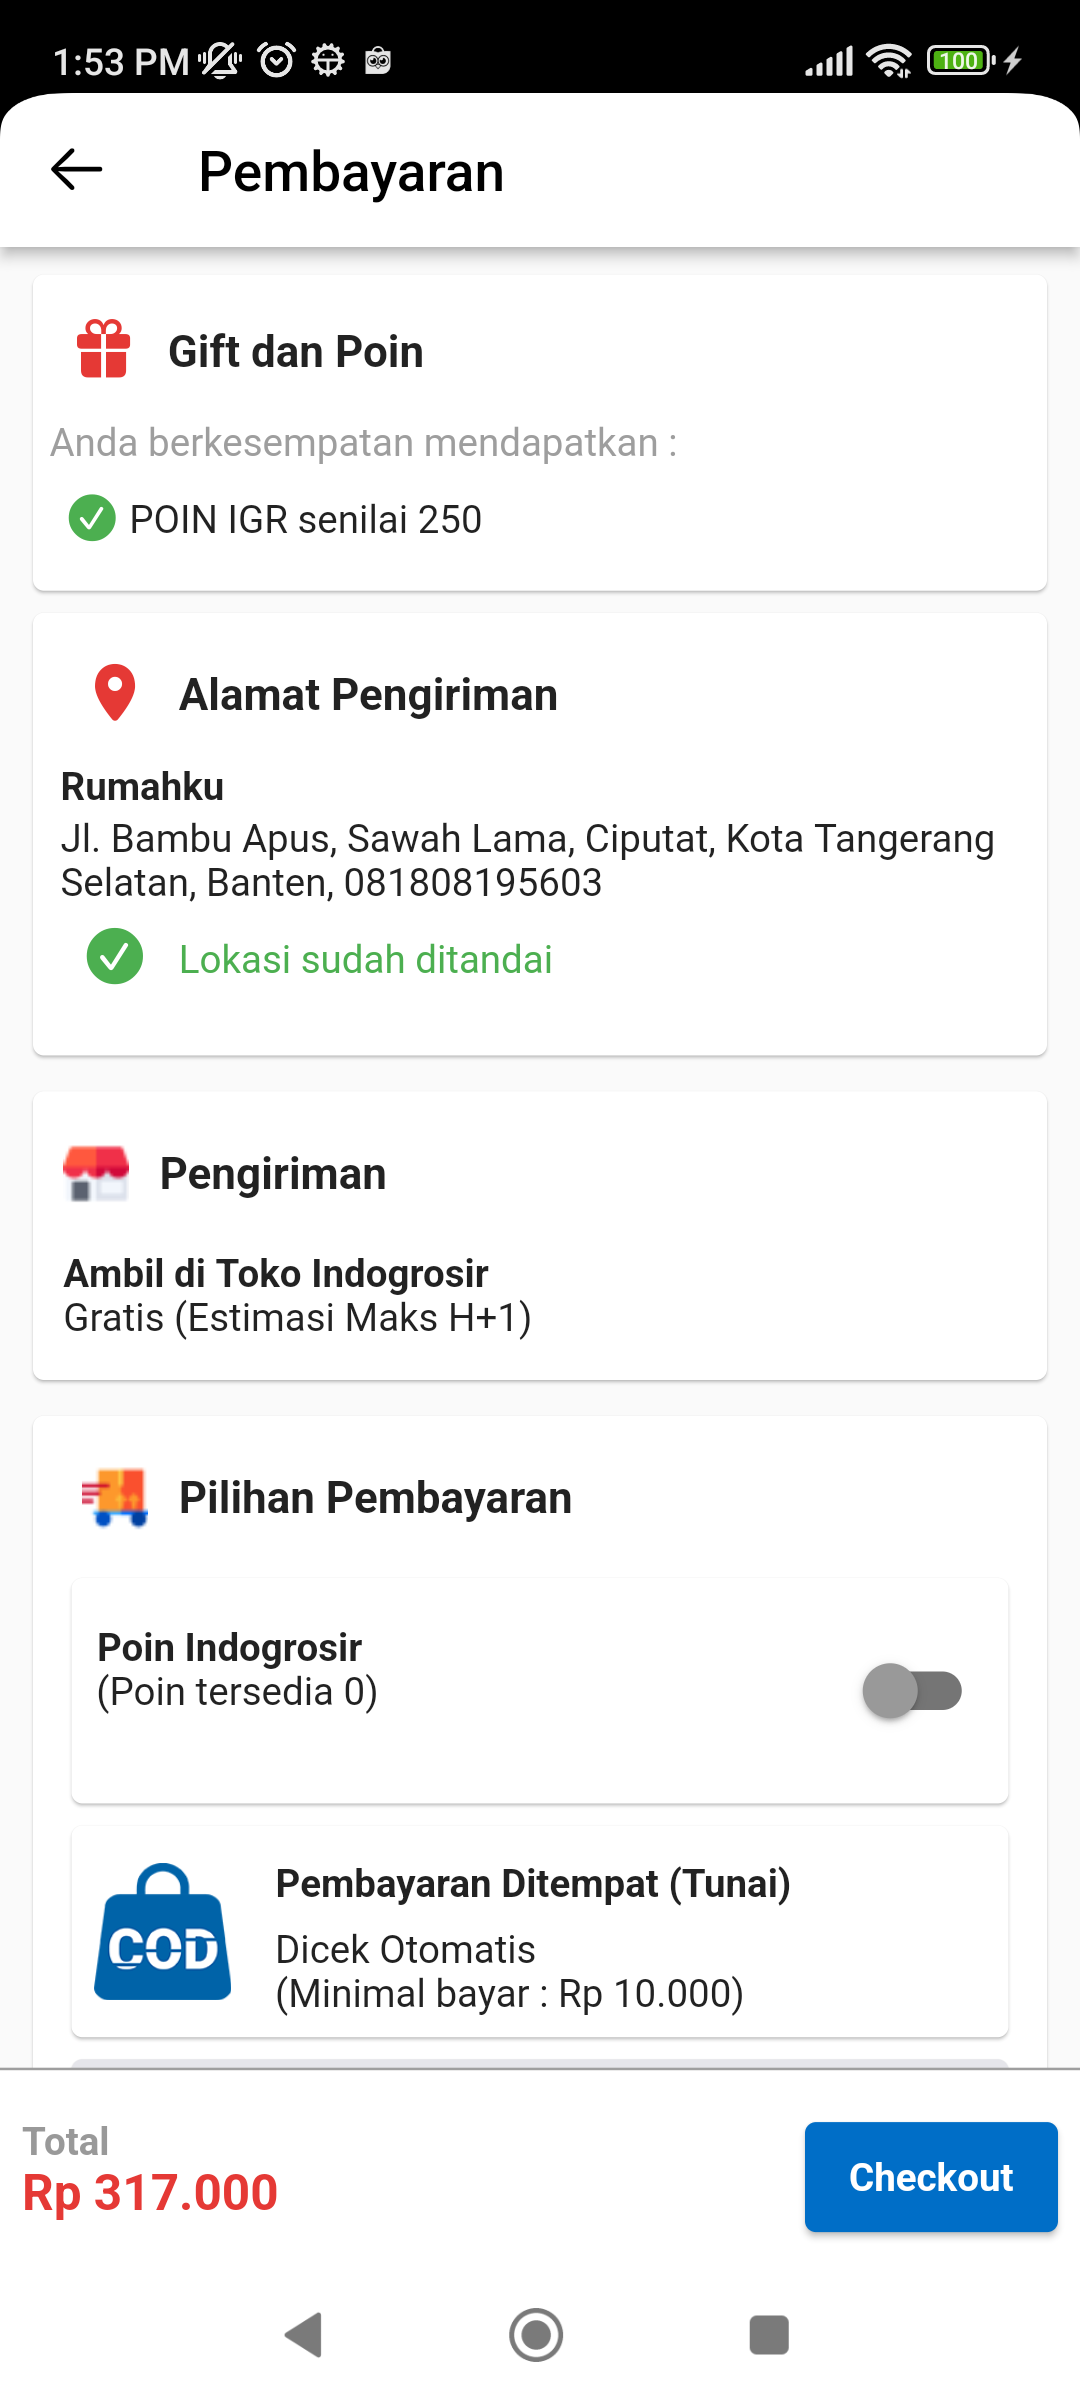 1:53 PM
100
Pembayaran
Gift dan Poin
Anda berkesempatan mendapatkan :
POIN IGR senilai 250
Alamat Pengiriman
Rumahku
Jl. Bambu Apus, Sawah Lama, Ciputat, Kota Tangerang
Selatan, Banten, 081808195603
Lokasi sudah ditandai
Pengiriman
Ambil di Toko Indogrosir
Gratis (Estimasi Maks H+1)
Pilihan Pembayaran
Poin Indogrosir
(Poin tersedia 0)
COD
Pembayaran Ditempat (Tunai)
Dicek Otomatis
(Minimal bayar : Rp 10.000)
Total
Rp 317.000
Checkout